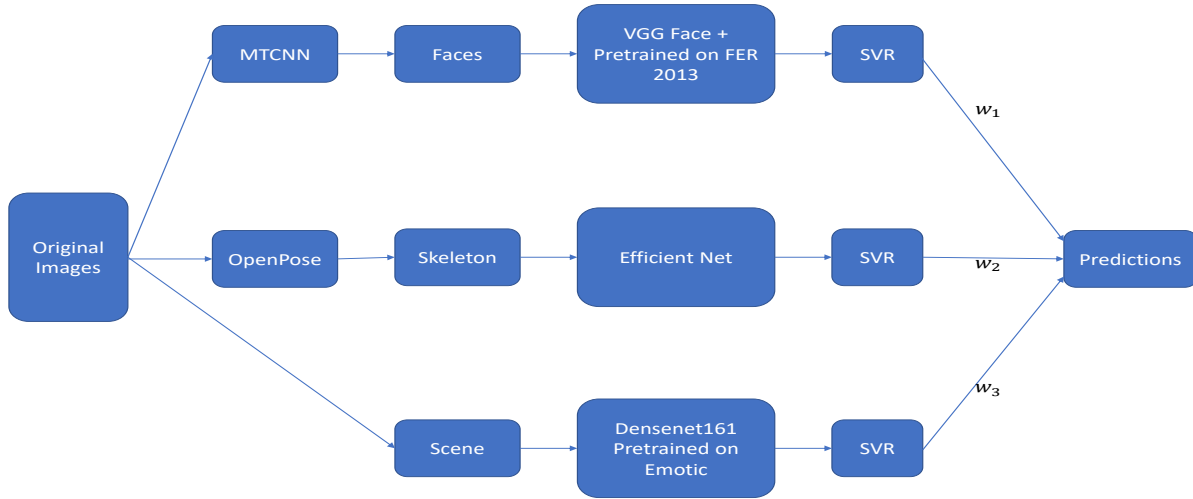 MTCNN
Faces
VGG Face +
Pretrained on FER
2013
SVR
w₁
Original
Images
OpenPose
Skeleton
Efficient Net
SVR
w₂
Predictions
Scene
Densenet161
Pretrained on
Emotic
SVR
w₃